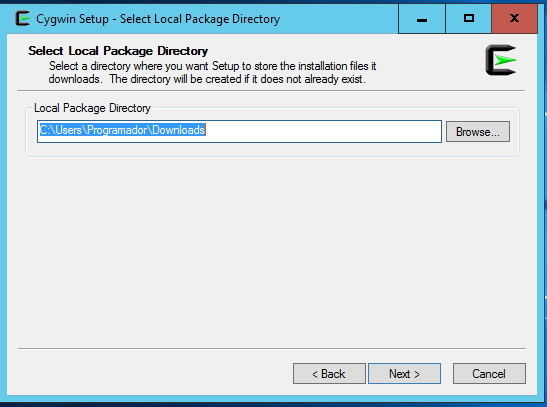 Cygwin Setup - Select Local Package Directory
Select Local Package Directory
Select a directory where you want Setup to store the installation files it
downloads. The directory will be created if it does not already exist.
Local Package Directory
C:\Users\Programador\Downloads
Browse...
< Back
Next >
Cancel